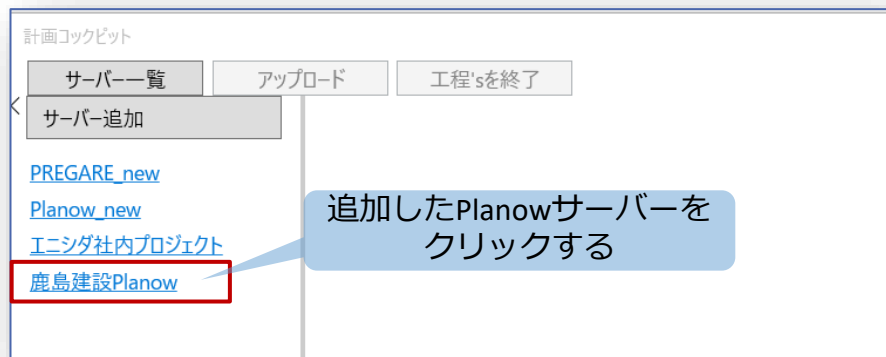 計画コックピット
サーバー一覧 アップロード 工程'sを終了
サーバー追加
PREGARE_new
Planow_new
エニシダ社内プロジェクト
鹿島建設Planow
追加したPlanowサーバーを
クリックする